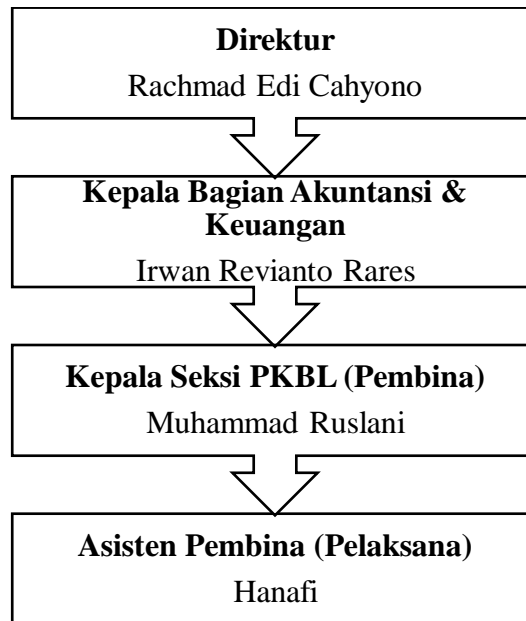 Direktur
Rachmad Edi Cahyono
Kepala Bagian Akuntansi &
Keuangan
Irwan Revianto Rares
Kepala Seksi PKBL (Pembina)
Muhammad Ruslani
Asisten Pembina (Pelaksana)
Hanafi